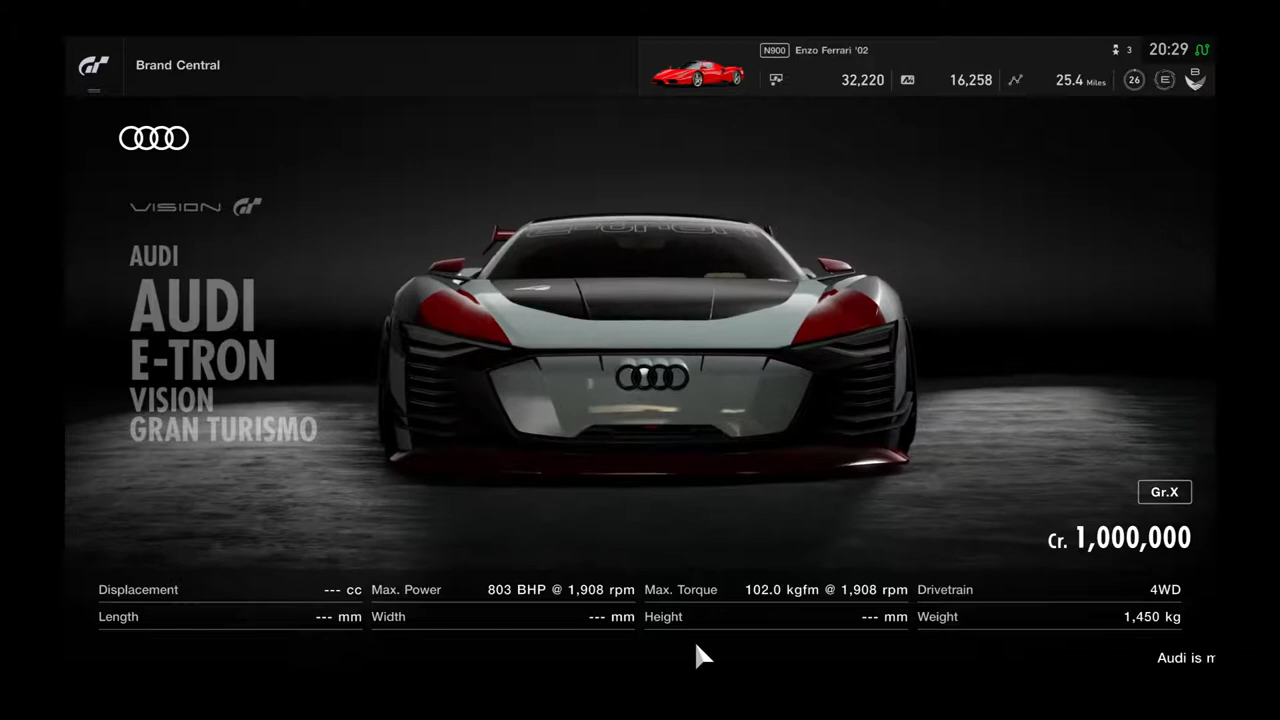 Brand Central
N900 Enzo Ferrari '02
3 20:29
32,220 16,258 25.4 Miles 26 E B
VISION GT
AUDI
AUDI
E-TRON
VISION
GRAN TURISMO
e-tron
Gr.X
Cr. 1,000,000
Displacement --- cc Max. Power 803 BHP @ 1,908 rpm Max. Torque 102.0 kgfm @ 1,908 rpm Drivetrain 4WD
Length --- mm Width --- mm Height --- mm Weight 1,450 kg
Audi is m